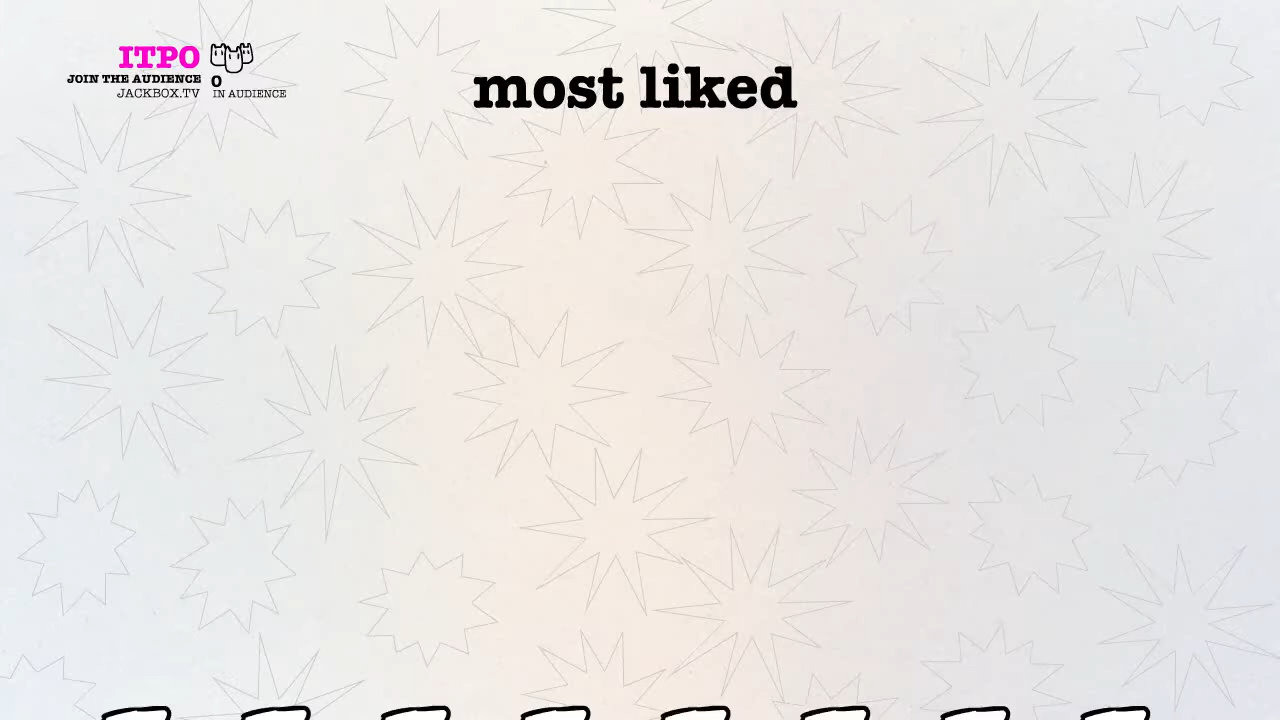 ITPO
JOIN THE AUDIENCE
JACKBOX.TV
0
IN AUDIENCE
most liked